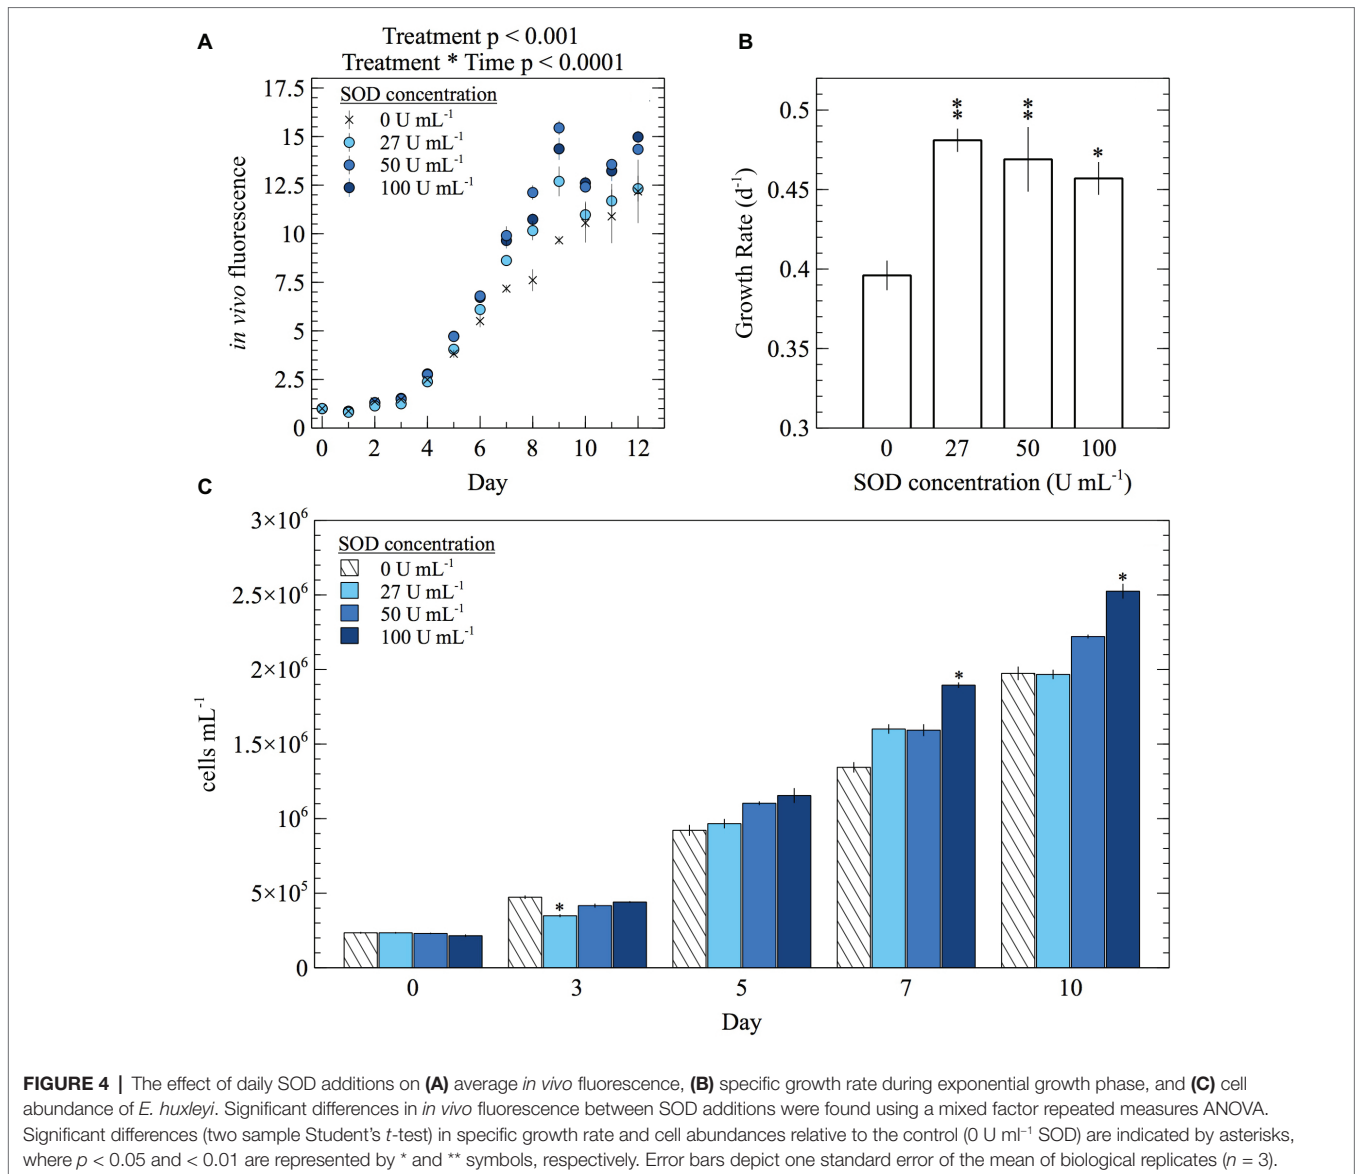 A
Treatment p < 0.001
Treatment * Time p < 0.0001
17.5
15
12.5
10
7.5
5
2.5
0
in vivo fluorescence
SOD concentration
0 U mL⁻¹
27 U mL⁻¹
50 U mL⁻¹
100 U mL⁻¹
0 2 4 6 8 10 12
Day
B
0.5
0.45
0.4
0.35
0.3
Growth Rate (d⁻¹)
**
**
*
0 27 50 100
SOD concentration (U mL⁻¹)
C
3×10⁶
2.5×10⁶
2×10⁶
1.5×10⁶
10⁶
5×10⁵
0
cells mL⁻¹
SOD concentration
0 U mL⁻¹
27 U mL⁻¹
50 U mL⁻¹
100 U mL⁻¹
*
*
*
0 3 5 7 10
Day
FIGURE 4 | The effect of daily SOD additions on (A) average in vivo fluorescence, (B) specific growth rate during exponential growth phase, and (C) cell
abundance of E. huxleyi. Significant differences in in vivo fluorescence between SOD additions were found using a mixed factor repeated measures ANOVA.
Significant differences (two sample Student's t-test) in specific growth rate and cell abundances relative to the control (0 U ml⁻¹ SOD) are indicated by asterisks,
where p < 0.05 and < 0.01 are represented by * and ** symbols, respectively. Error bars depict one standard error of the mean of biological replicates (n = 3).